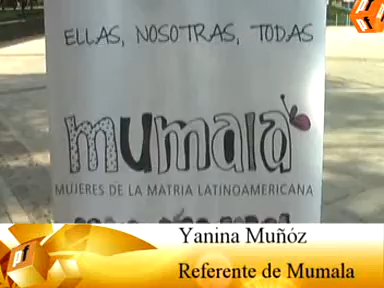 ELLAS, NOSOTRAS, TODAS
mumala
MUJERES DE LA MATRIA LATINOAMERICANA
Yanina Muñóz
Referente de Mumala